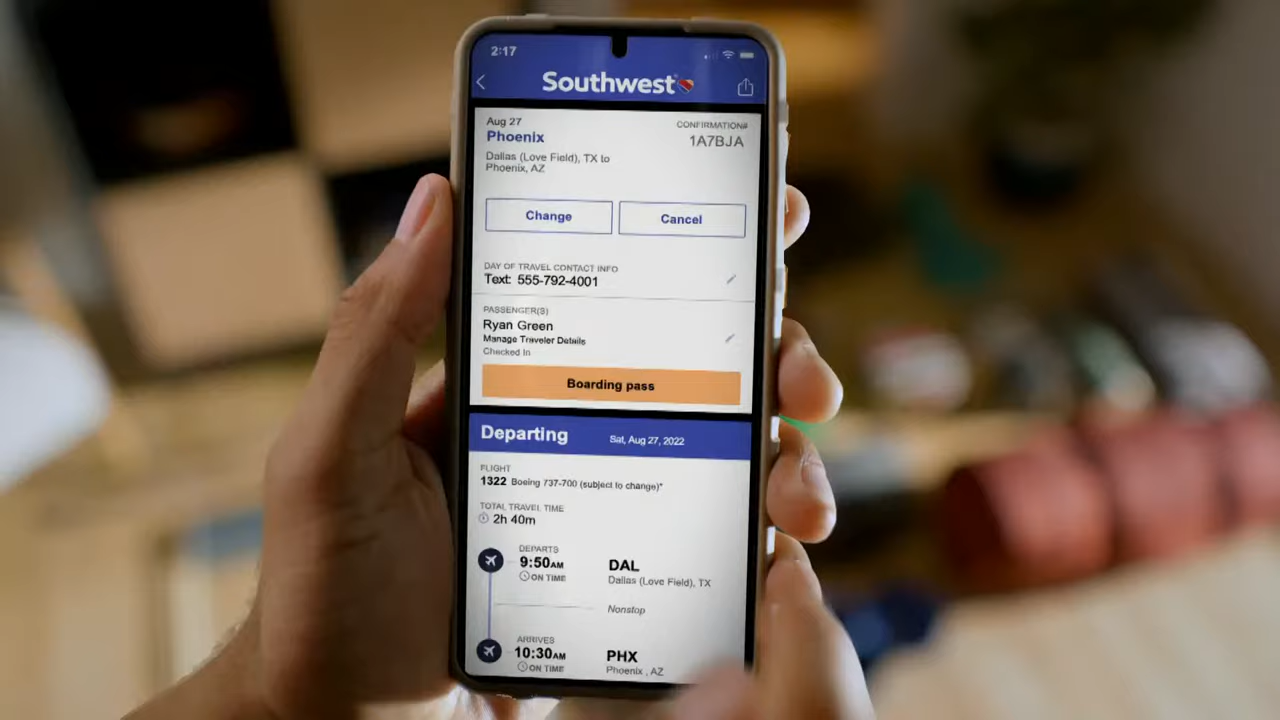 2:17
Southwest
Aug 27
CONFIRMATION#
Phoenix
1A7BJA
Dallas (Love Field), TX to
Phoenix, AZ
Change
Cancel
DAY OF TRAVEL CONTACT INFO
Text: 555-792-4001
PASSENGER(S)
Ryan Green
Manage Traveler Details
Checked In
Boarding pass
Departing
Sat, Aug 27, 2022
FLIGHT
1322 Boeing 737-700 (subject to change)*
TOTAL TRAVEL TIME
2h 40m
DEPARTS
9:50AM
DAL
ON TIME
Dallas (Love Field), TX
Nonstop
ARRIVES
10:30AM
PHX
ON TIME
Phoenix , AZ